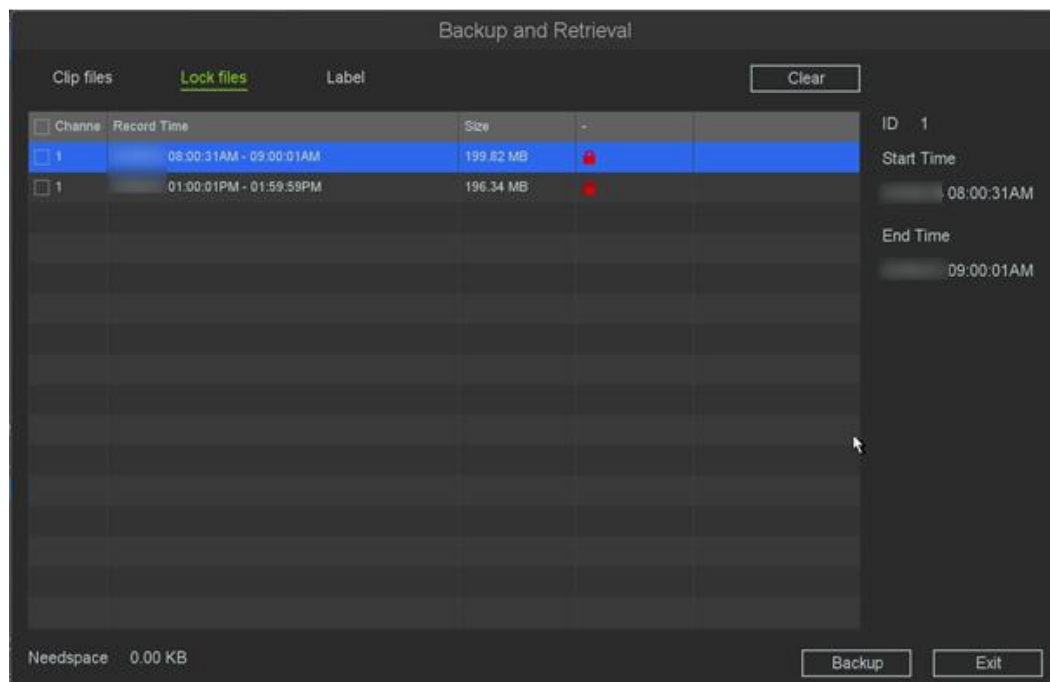 Backup and Retrieval
Clip files Lock files Label Clear
Channe Record Time Size -
1 08:00:31AM - 09:00:01AM 199.82 MB
1 01:00:01PM - 01:59:59PM 196.34 MB
ID 1
Start Time
08:00:31AM
End Time
09:00:01AM
Needspace 0.00 KB
Backup Exit